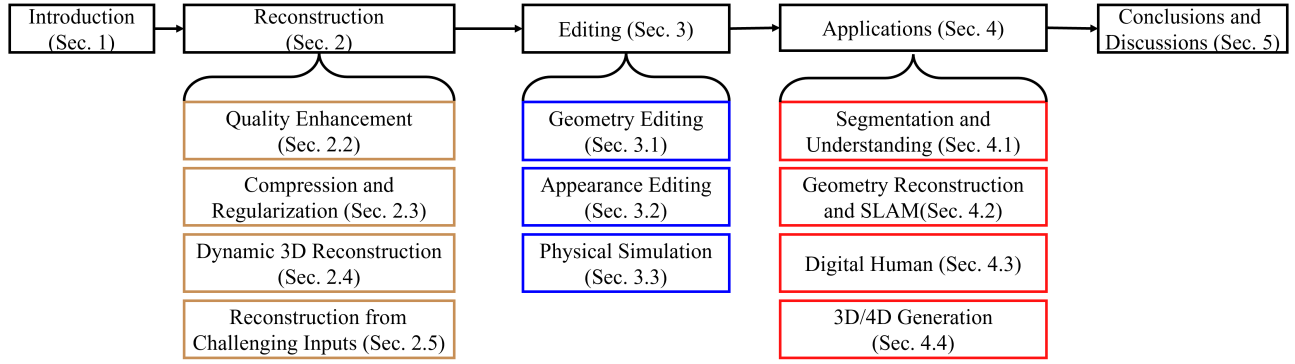 Introduction
(Sec. 1)
Reconstruction
(Sec. 2)
Editing (Sec. 3)
Applications (Sec. 4)
Conclusions and
Discussions (Sec. 5)
Quality Enhancement
(Sec. 2.2)
Compression and
Regularization (Sec. 2.3)
Dynamic 3D Reconstruction
(Sec. 2.4)
Reconstruction from
Challenging Inputs (Sec. 2.5)
Geometry Editing
(Sec. 3.1)
Appearance Editing
(Sec. 3.2)
Physical Simulation
(Sec. 3.3)
Segmentation and
Understanding (Sec. 4.1)
Geometry Reconstruction
and SLAM(Sec. 4.2)
Digital Human (Sec. 4.3)
3D/4D Generation
(Sec. 4.4)